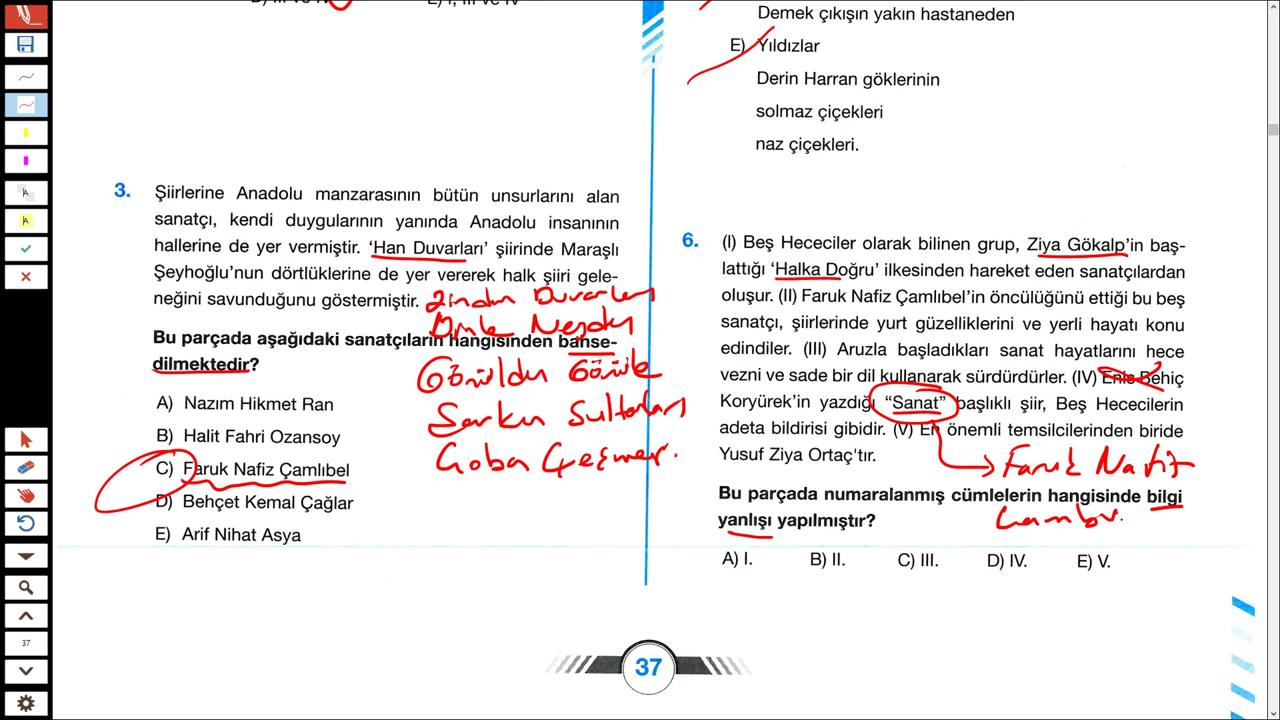 D) III ve IV
E) I, III ve IV
3. Şiirlerine Anadolu manzarasının bütün unsurlarını alan
sanatçı, kendi duygularının yanında Anadolu insanının
hallerine de yer vermiştir. ‘Han Duvarları’ şiirinde Maraşlı
Şeyhoğlu’nun dörtlüklerine de yer vererek halk şiiri gele-
neğini savunduğunu göstermiştir.
Bu parçada aşağıdaki sanatçıların hangisinden bahse-
dilmektedir?
A) Nazım Hikmet Ran
B) Halit Fahri Ozansoy
C) Faruk Nafiz Çamlıbel
D) Behçet Kemal Çağlar
E) Arif Nihat Asya
Duvarları
Gönülden Gönüle
Sultanları
Çoban Çeşmesi.
Demek çıkışın yakın hastaneden
E) Yıldızlar
Derin Harran göklerinin
solmaz çiçekleri
naz çiçekleri.
6. (I) Beş Hececiler olarak bilinen grup, Ziya Gökalp’in baş-
lattığı ‘Halka Doğru’ ilkesinden hareket eden sanatçılardan
oluşur. (II) Faruk Nafiz Çamlıbel’in öncülüğünü ettiği bu beş
sanatçı, şiirlerinde yurt güzelliklerini ve yerli hayatı konu
edindiler. (III) Aruzla başladıkları sanat hayatlarını hece
vezni ve sade bir dil kullanarak sürdürdürler. (IV) Enis Behiç
Koryürek’in yazdığı “Sanat” başlıklı şiir, Beş Hececilerin
adeta bildirisi gibidir. (V) En önemli temsilcilerinden biride
Yusuf Ziya Ortaç'tır.
Faruk Nafiz
Bu parçada numaralanmış cümlelerin hangisinde bilgi
yanlışı yapılmıştır?
A) I.
B) II.
C) III.
D) IV.
E) V.
37
37